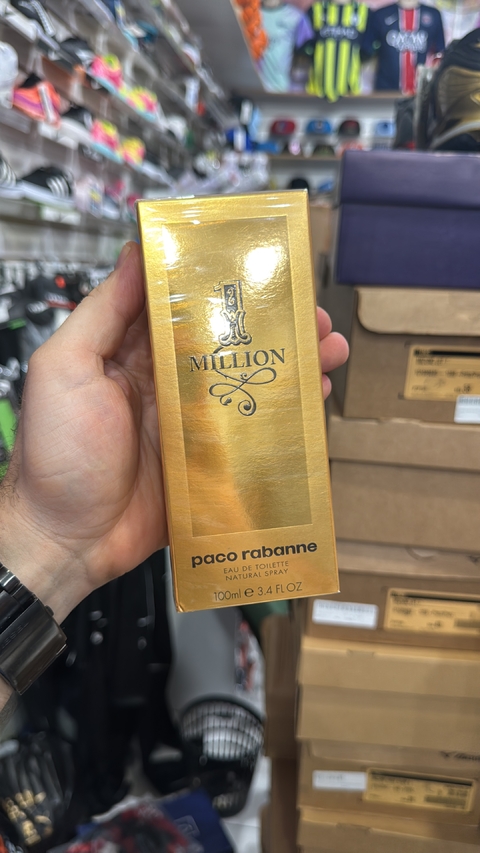 1
MILLION
paco rabanne
EAU DE TOILETTE
NATURAL SPRAY
100ml e 3.4 FL OZ